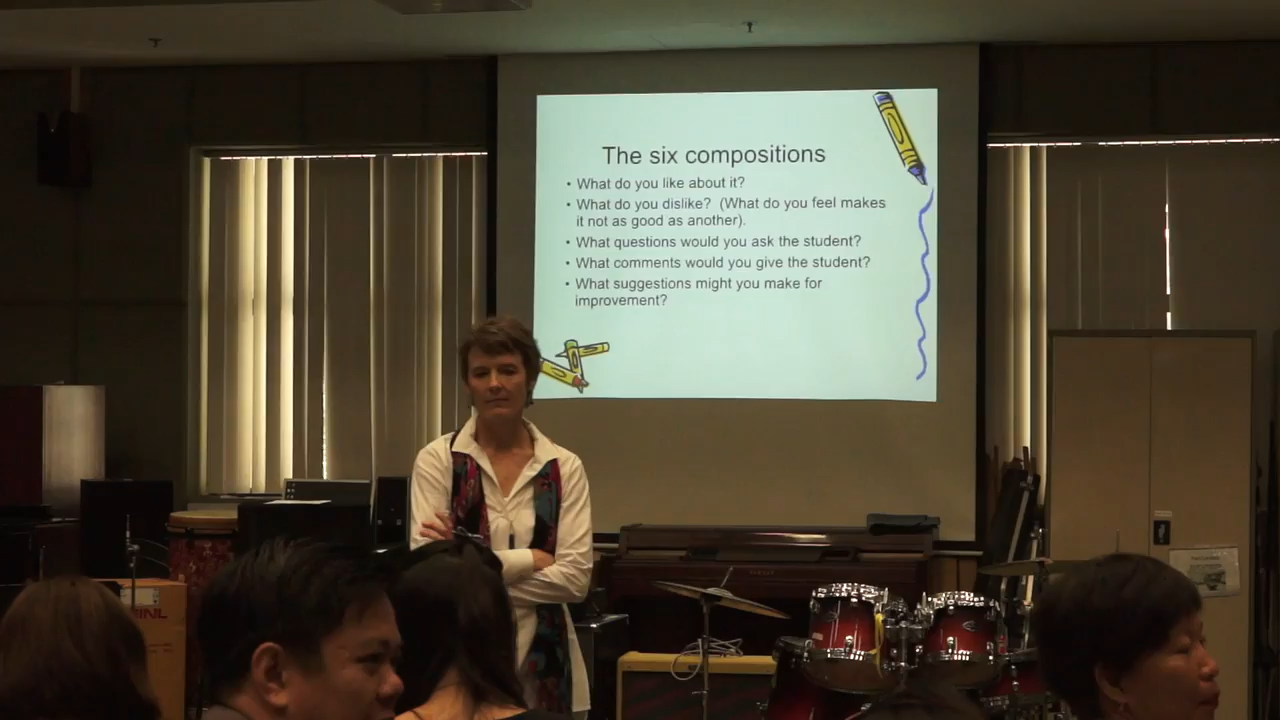 The six compositions
• What do you like about it?
• What do you dislike? (What do you feel makes
it not as good as another).
• What questions would you ask the student?
• What comments would you give the student?
• What suggestions might you make for
improvement?